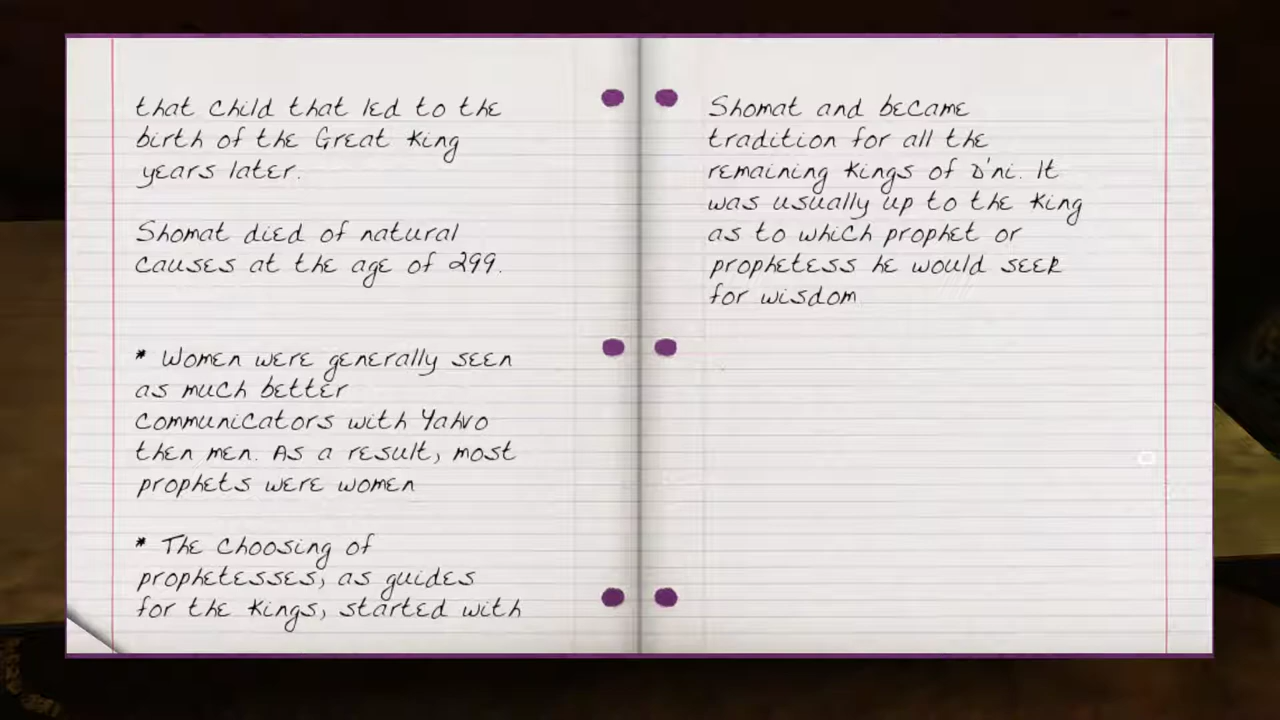 that child that led to the
birth of the Great King
years later.
Shomat died of natural
causes at the age of 299.
* Women were generally seen
as much better
communicators with Yahvo
then men. As a result, most
prophets were women
* The choosing of
prophetesses, as guides
for the kings, started with
Shomat and became
tradition for all the
remaining kings of D'ni. It
was usually up to the King
as to which prophet or
prophetess he would seek
for wisdom